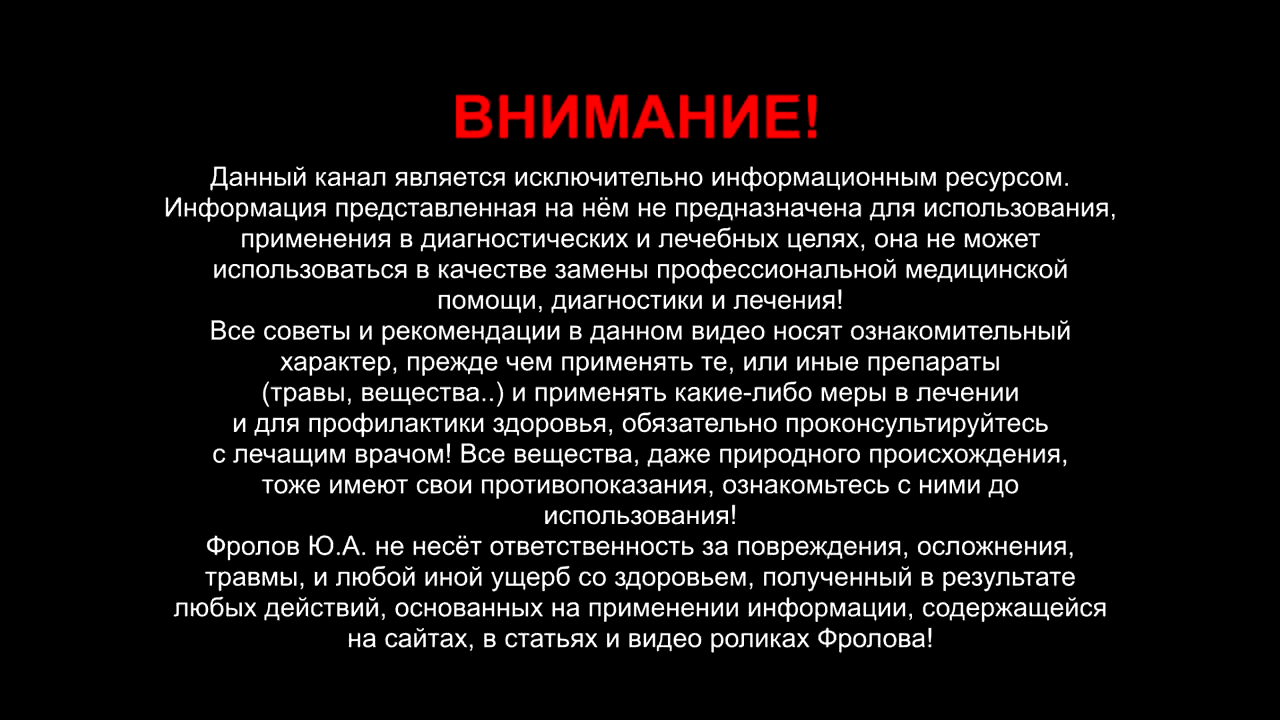 ВНИМАНИЕ!
Данный канал является исключительно информационным ресурсом.
Информация представленная на нём не предназначена для использования,
применения в диагностических и лечебных целях, она не может
использоваться в качестве замены профессиональной медицинской
помощи, диагностики и лечения!
Все советы и рекомендации в данном видео носят ознакомительный
характер, прежде чем применять те, или иные препараты
(травы, вещества..) и применять какие-либо меры в лечении
и для профилактики здоровья, обязательно проконсультируйтесь
с лечащим врачом! Все вещества, даже природного происхождения,
тоже имеют свои противопоказания, ознакомьтесь с ними до
использования!
Фролов Ю.А. не несёт ответственность за повреждения, осложнения,
травмы, и любой иной ущерб со здоровьем, полученный в результате
любых действий, основанных на применении информации, содержащейся
на сайтах, в статьях и видео роликах Фролова!